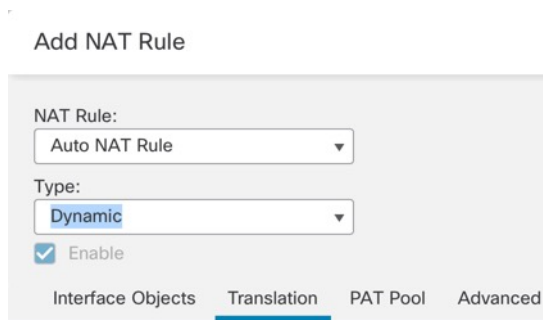 Add NAT Rule
NAT Rule:
Auto NAT Rule
Type:
Dynamic
Enable
Interface Objects Translation PAT Pool Advanced